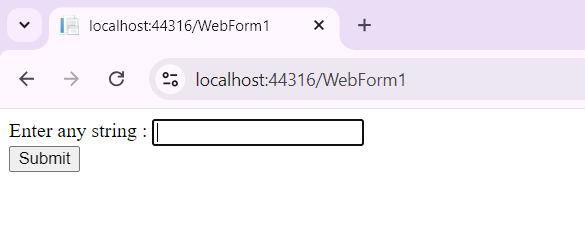 localhost:44316/WebForm1
localhost:44316/WebForm1
Enter any string :
Submit